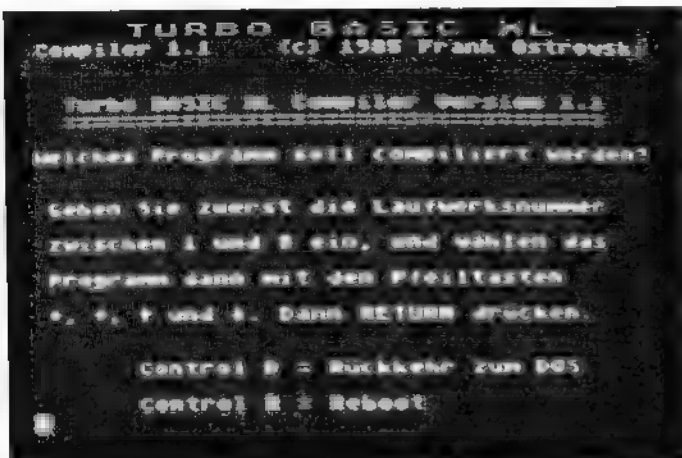 TURBO BASIC XL
Compiler 1.1 (c) 1985 Frank Ostrowski
Turbo Basic XL Compiler Version 1.1
Welches Programm soll compiliert werden?
Geben Sie zuerst die Laufwerksnummer
zwischen 1 und 8 ein, und wählen das
Programm dann mit den Pfeiltasten
und Dann RETURN drücken.
Control D = Rückkehr zum DOS
Control R = Reboot